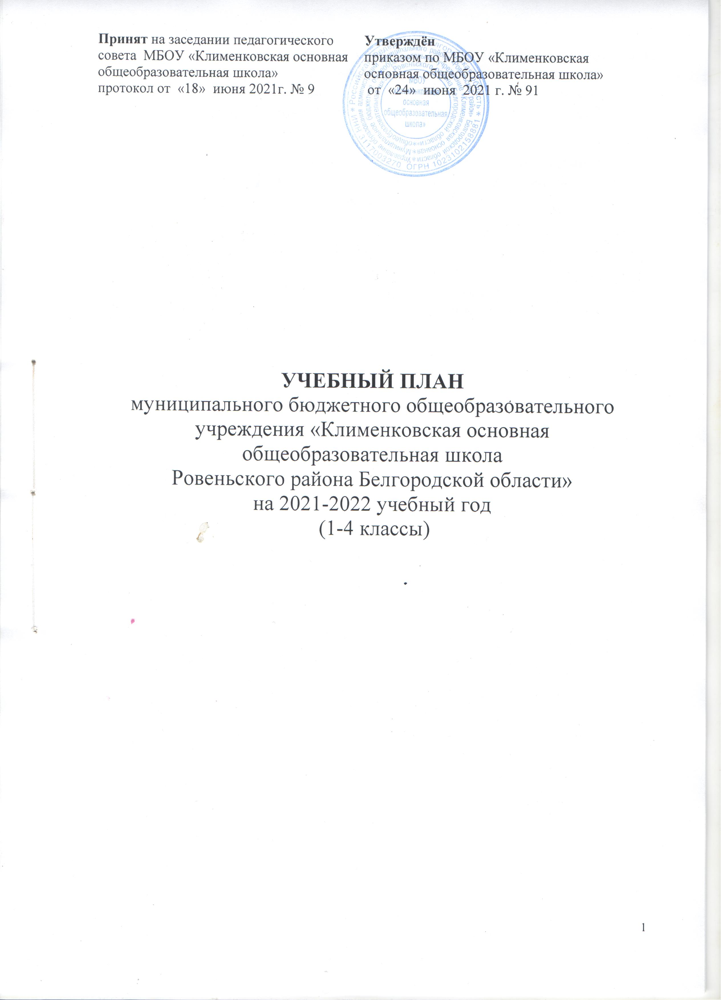 Принят на заседании педагогического
совета МБОУ «Клименковская основная
общеобразовательная школа»
протокол от «18» июня 2021г. № 9
Утверждён
приказом по МБОУ «Клименковская
основная общеобразовательная школа»
от «24» июня 2021 г. № 91
МБОУ
основная
общеобразовательная
школа»
ИНН 3117003270 ОГРН 1023102158881
УЧЕБНЫЙ ПЛАН
муниципального бюджетного общеобразовательного
учреждения «Клименковская основная
общеобразовательная школа
Ровеньского района Белгородской области»
на 2021-2022 учебный год
(1-4 классы)
1